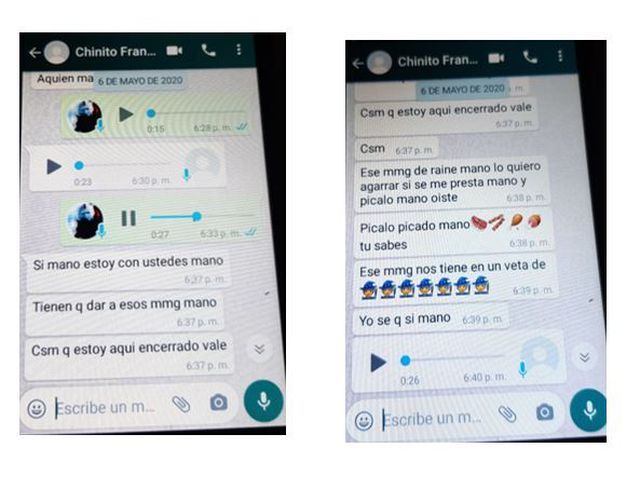 Chinito Fran...
Aquien ma
6 DE MAYO DE 2020
0:15 6:28 p. m.
0:23 6:30 p. m.
0:27 6:33 p. m.
Si mano estoy con ustedes mano
6:37 p. m.
Tienen q dar a esos mmg mano
6:37 p. m.
Csm q estoy aqui encerrado vale
6:37 p. m.
Escribe un m...
Chinito Fran...
6 DE MAYO DE 2020
. m.
Csm q estoy aqui encerrado vale
6:37 p. m.
Csm 6:37 p. m.
Ese mmg de raine mano lo quiero
agarrar si se me presta mano y
picalo mano oiste 6:38 p. m.
Picalo picado mano
tu sabes 6:38 p. m.
Ese mmg nos tiene en un veta de
6:39 p. m.
Yo se q si mano 6:39 p. m.
0:26 6:40 p. m.
Escribe un m...